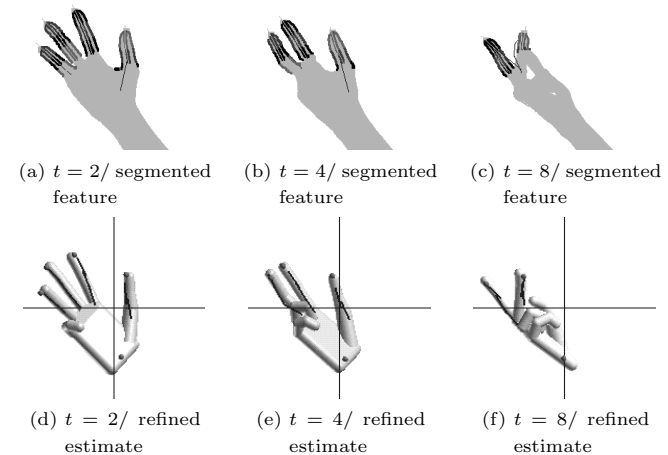 (a) t = 2/ segmented feature
(b) t = 4/ segmented feature
(c) t = 8/ segmented feature
(d) t = 2/ refined estimate
(e) t = 4/ refined estimate
(f) t = 8/ refined estimate